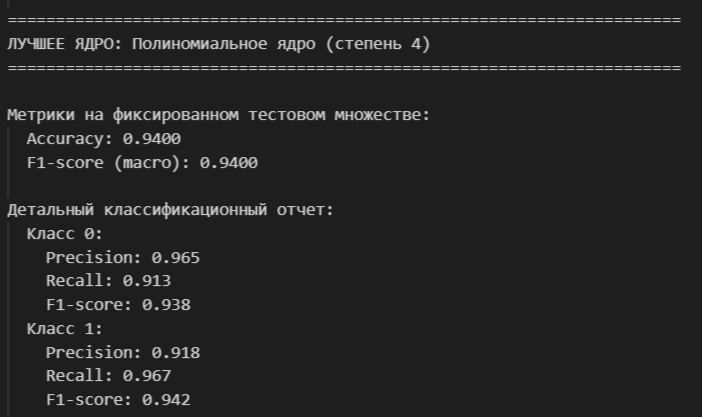 ======================================================================
ЛУЧШЕЕ ЯДРО: Полиномиальное ядро (степень 4)
======================================================================
Метрики на фиксированном тестовом множестве:
Accuracy: 0.9400
F1-score (macro): 0.9400
Детальный классификационный отчет:
Класс 0:
Precision: 0.965
Recall: 0.913
F1-score: 0.938
Класс 1:
Precision: 0.918
Recall: 0.967
F1-score: 0.942